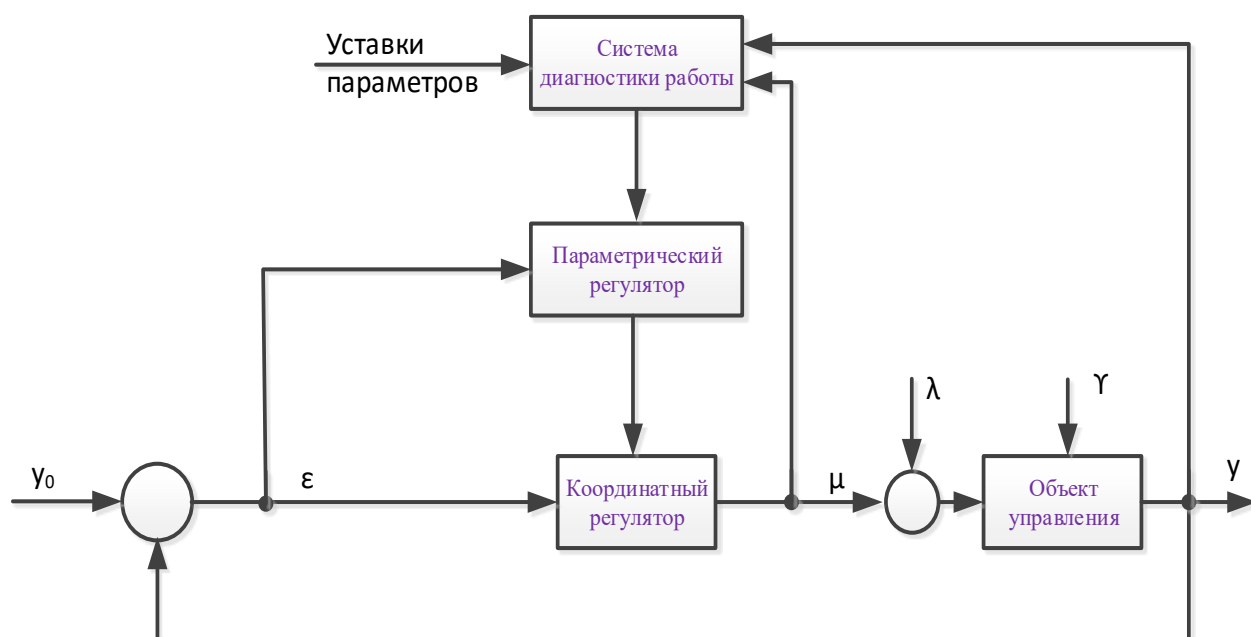 Уставки
параметров
Система
диагностики работы
Параметрический
регулятор
λ
ϒ
y₀
ε
Координатный
регулятор
μ
Объект
управления
y